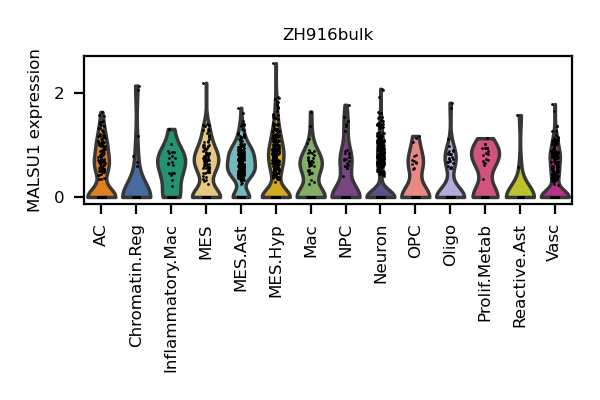 ZH916bulk
MALSU1 expression
2
0
AC
Chromatin.Reg
Inflammatory.Mac
MES
MES.Ast
MES.Hyp
Mac
NPC
Neuron
OPC
Oligo
Prolif.Metab
Reactive.Ast
Vasc